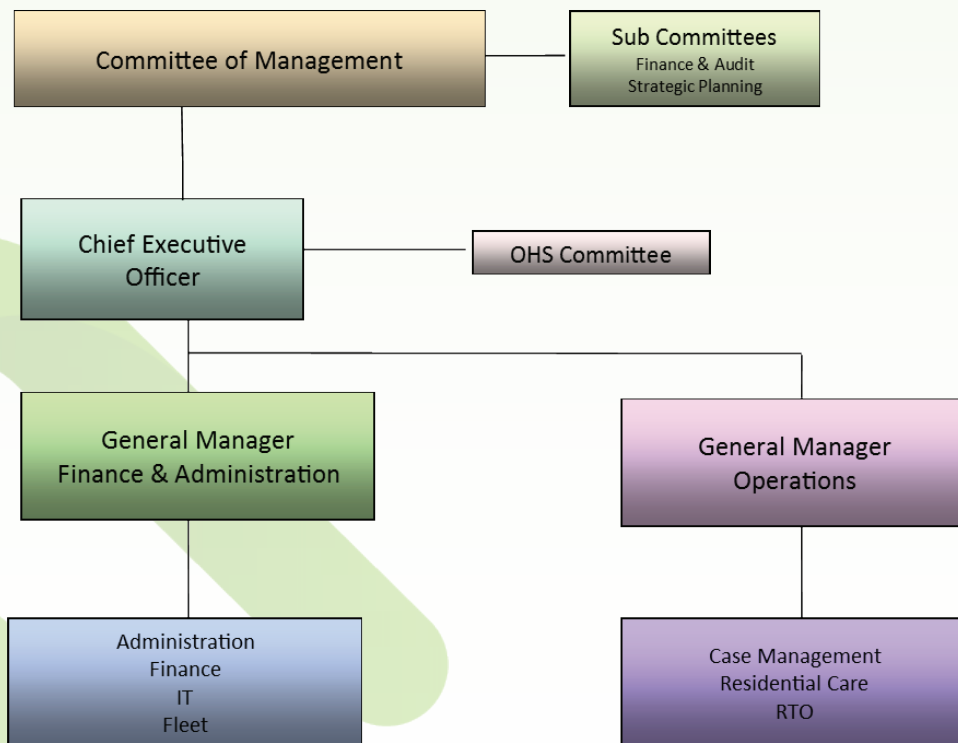 Committee of Management
Sub Committees
Finance & Audit
Strategic Planning
Chief Executive
Officer
OHS Committee
General Manager
Finance & Administration
General Manager
Operations
Administration
Finance
IT
Fleet
Case Management
Residential Care
RTO